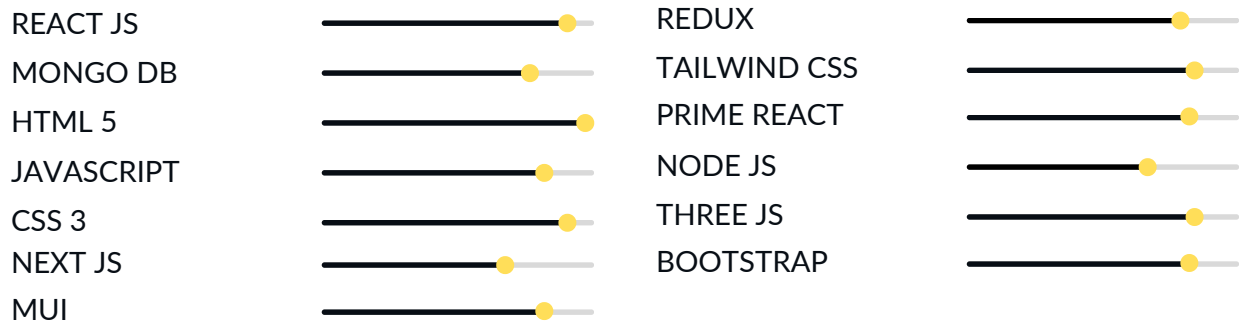 REACT JS
MONGO DB
HTML 5
JAVASCRIPT
CSS 3
NEXT JS
MUI
REDUX
TAILWIND CSS
PRIME REACT
NODE JS
THREE JS
BOOTSTRAP